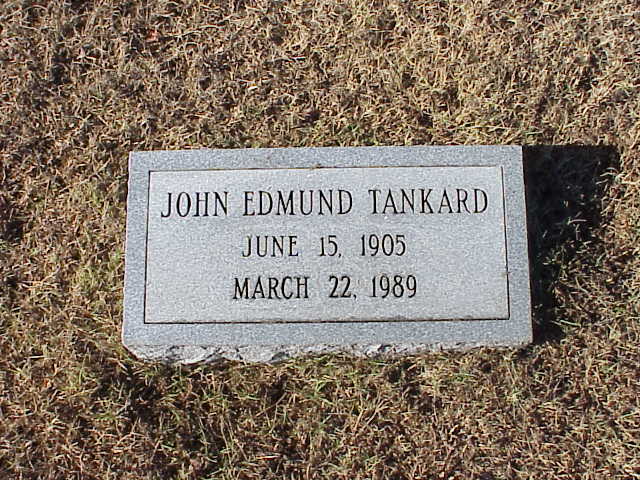 JOHN EDMUND TANKARD
JUNE 15, 1905
MARCH 22, 1989